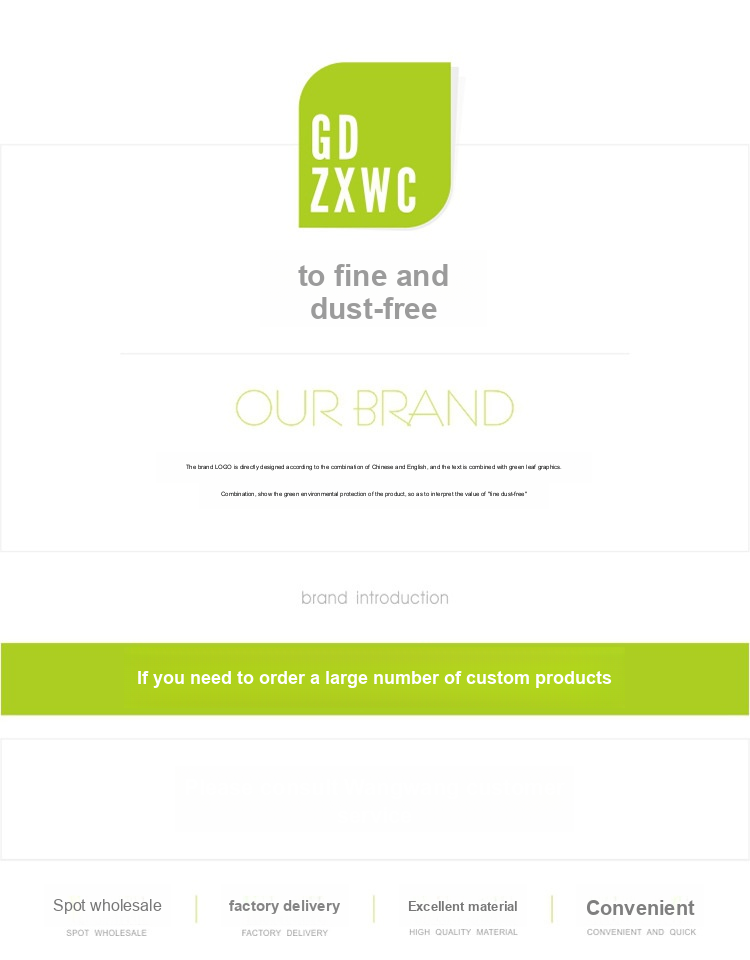 GD
ZXWC
to fine and
dust-free
OUR BRAND
The brand LOGO is directly designed according to the combination of Chinese and English, and the text is combined with green leaf graphics.
Combination, show the green environmental protection of the product, so as to interpret the value of "fine dust-free"
brand introduction
If you need to order a large number of custom products
Spot wholesale
factory delivery
Excellent material
Convenient
SPOT WHOLESALE
FACTORY DELIVERY
HIGH QUALITY MATERIAL
CONVENIENT AND QUICK